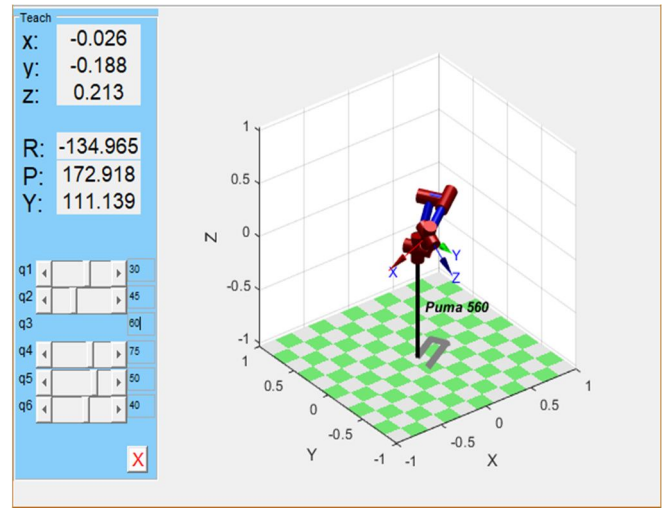 Teach
x: -0.026
y: -0.188
z: 0.213
R: -134.965
P: 172.918
Y: 111.139
q1 30
q2 45
q3 60
q4 75
q5 50
q6 40
X
1
0.5
0
-0.5
-1
Z
X
Y
Z
Puma 560
1
0.5
0
-0.5
-1
Y
-1
-0.5
0
0.5
1
X